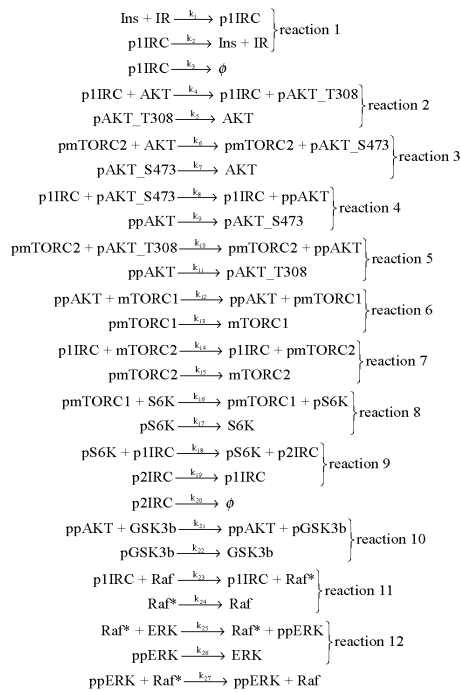 Ins + IR —k₁→ p1IRC
p1IRC —k₂→ Ins + IR
reaction 1
p1IRC —k₃→ ϕ
p1IRC + AKT —k₄→ p1IRC + pAKT_T308
pAKT_T308 —k₅→ AKT
reaction 2
pmTORC2 + AKT —k₆→ pmTORC2 + pAKT_S473
pAKT_S473 —k₇→ AKT
reaction 3
p1IRC + pAKT_S473 —k₈→ p1IRC + ppAKT
ppAKT —k₉→ pAKT_S473
reaction 4
pmTORC2 + pAKT_T308 —k₁₀→ pmTORC2 + ppAKT
ppAKT —k₁₁→ pAKT_T308
reaction 5
ppAKT + mTORC1 —k₁₂→ ppAKT + pmTORC1
pmTORC1 —k₁₃→ mTORC1
reaction 6
p1IRC + mTORC2 —k₁₄→ p1IRC + pmTORC2
pmTORC2 —k₁₅→ mTORC2
reaction 7
pmTORC1 + S6K —k₁₆→ pmTORC1 + pS6K
pS6K —k₁₇→ S6K
reaction 8
pS6K + p1IRC —k₁₈→ pS6K + p2IRC
p2IRC —k₁₉→ p1IRC
reaction 9
p2IRC —k₂₀→ ϕ
ppAKT + GSK3b —k₂₁→ ppAKT + pGSK3b
pGSK3b —k₂₂→ GSK3b
reaction 10
p1IRC + Raf —k₂₃→ p1IRC + Raf*
Raf* —k₂₄→ Raf
reaction 11
Raf* + ERK —k₂₅→ Raf* + ppERK
ppERK —k₂₆→ ERK
reaction 12
ppERK + Raf* —k₂₇→ ppERK + Raf